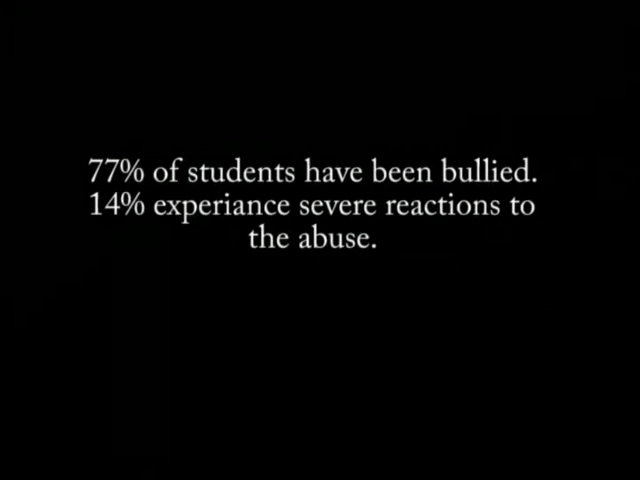 77% of students have been bullied.
14% experiance severe reactions to
the abuse.